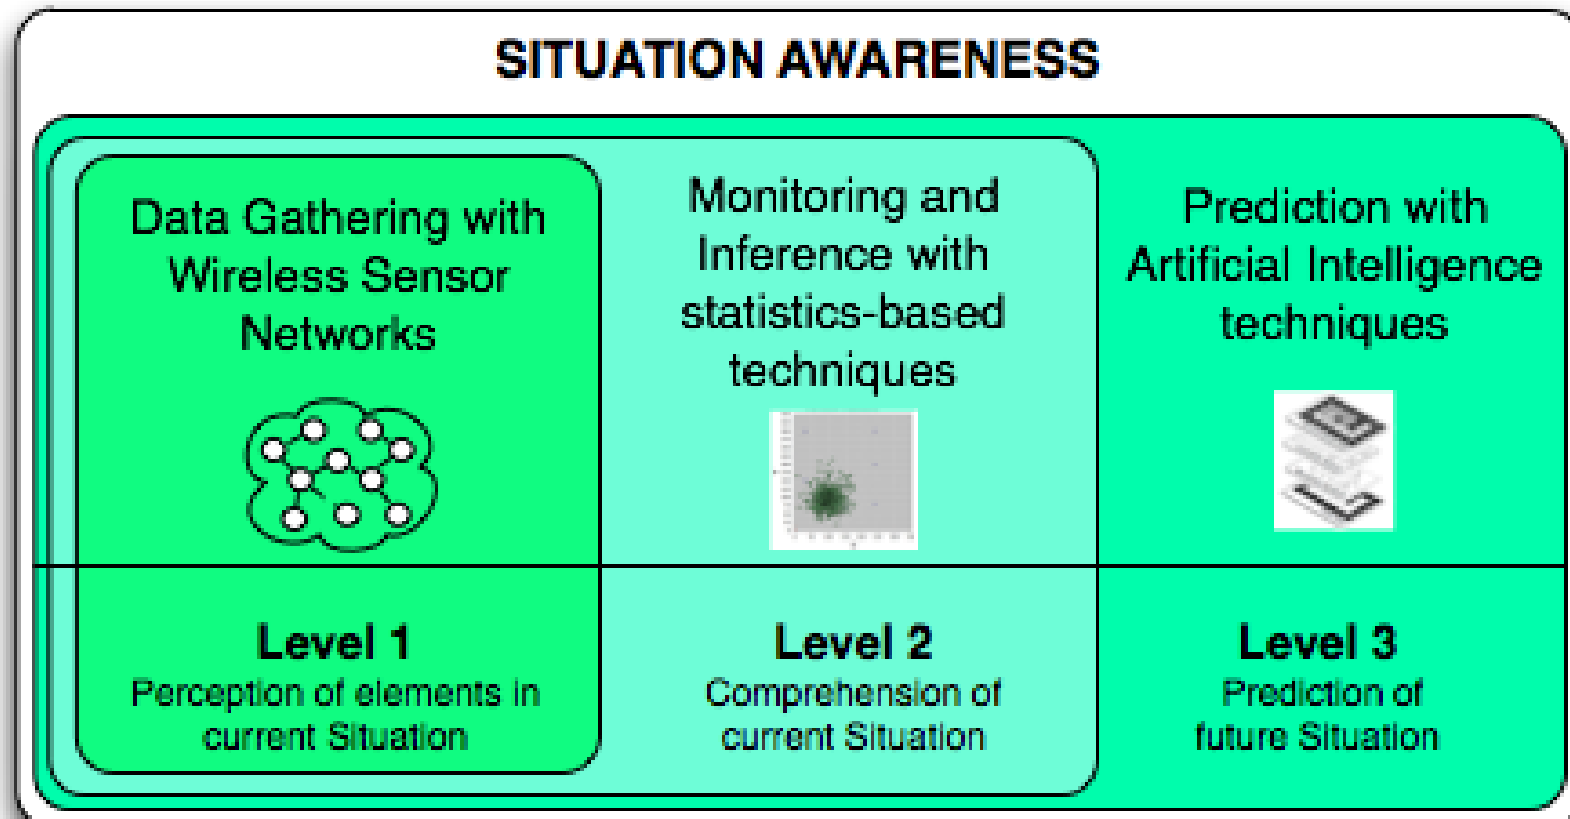 SITUATION AWARENESS
Data Gathering with
Wireless Sensor
Networks
Monitoring and
Inference with
statistics-based
techniques
Prediction with
Artificial Intelligence
techniques
Level 1
Perception of elements in
current Situation
Level 2
Comprehension of
current Situation
Level 3
Prediction of
future Situation